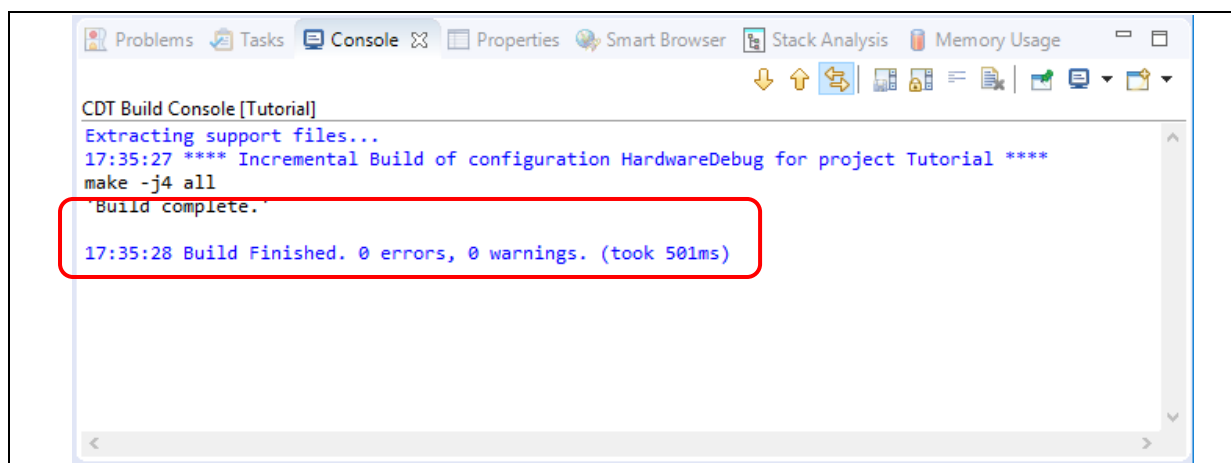 Problems Tasks Console Properties Smart Browser Stack Analysis Memory Usage
CDT Build Console [Tutorial]
Extracting support files...
17:35:27 **** Incremental Build of configuration HardwareDebug for project Tutorial ****
make -j4 all
'Build complete.'
17:35:28 Build Finished. 0 errors, 0 warnings. (took 501ms)